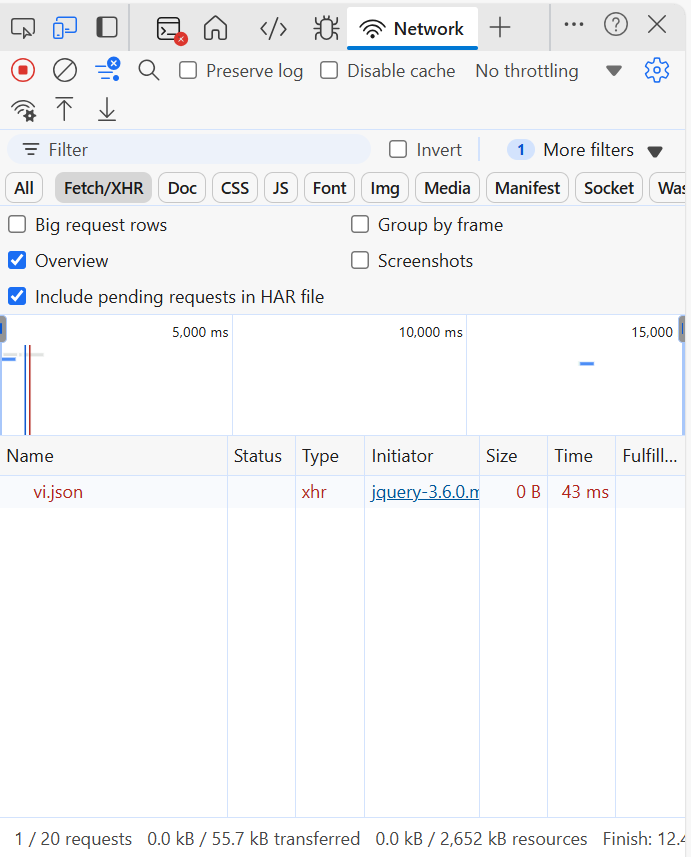 Network
Preserve log Disable cache No throttling
Filter Invert 1 More filters
All Fetch/XHR Doc CSS JS Font Img Media Manifest Socket Was
Big request rows Group by frame
Overview Screenshots
Include pending requests in HAR file
5,000 ms 10,000 ms 15,000
Name Status Type Initiator Size Time Fulfill...
vi.json xhr jquery-3.6.0.m 0 B 43 ms
1 / 20 requests 0.0 kB / 55.7 kB transferred 0.0 kB / 2,652 kB resources Finish: 12.4